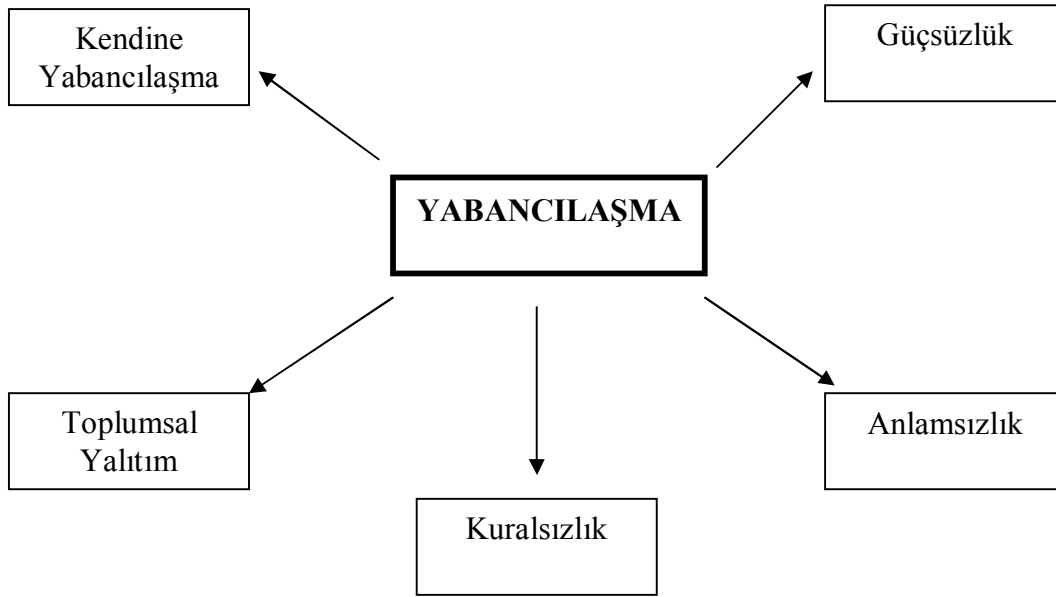 Kendine
Yabancılaşma
Güçsüzlük
YABANCILAŞMA
Toplumsal
Yalıtım
Anlamsızlık
Kuralsızlık